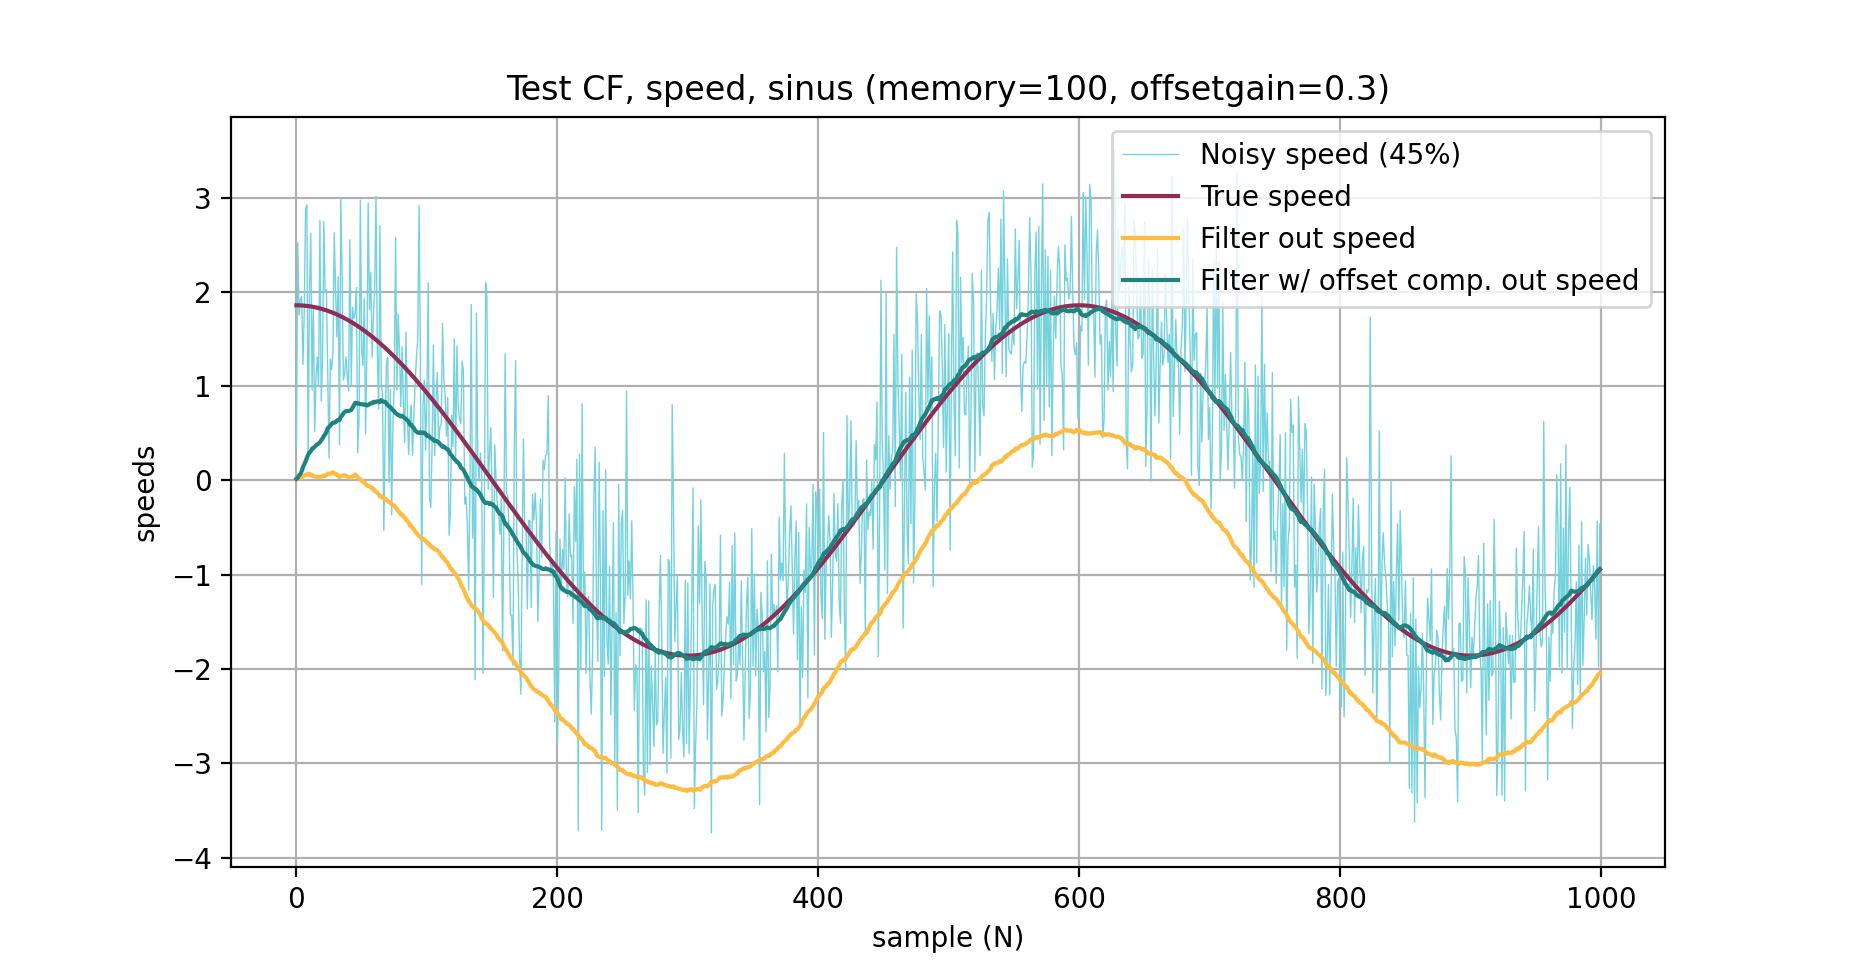 Test CF, speed, sinus (memory=100, offsetgain=0.3)
Noisy speed (45%)
True speed
Filter out speed
Filter w/ offset comp. out speed
speeds
3
2
1
0
−1
−2
−3
−4
0 200 400 600 800 1000
sample (N)